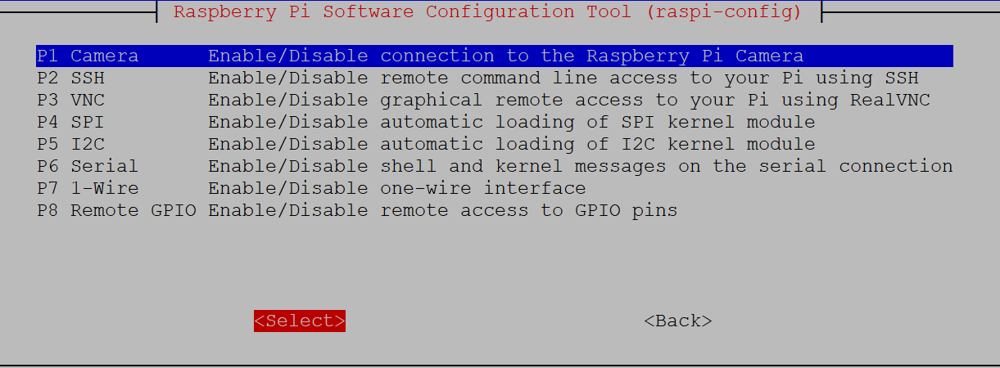 Raspberry Pi Software Configuration Tool (raspi-config)
P1 Camera Enable/Disable connection to the Raspberry Pi Camera
P2 SSH Enable/Disable remote command line access to your Pi using SSH
P3 VNC Enable/Disable graphical remote access to your Pi using RealVNC
P4 SPI Enable/Disable automatic loading of SPI kernel module
P5 I2C Enable/Disable automatic loading of I2C kernel module
P6 Serial Enable/Disable shell and kernel messages on the serial connection
P7 1-Wire Enable/Disable one-wire interface
P8 Remote GPIO Enable/Disable remote access to GPIO pins
<Select> <Back>